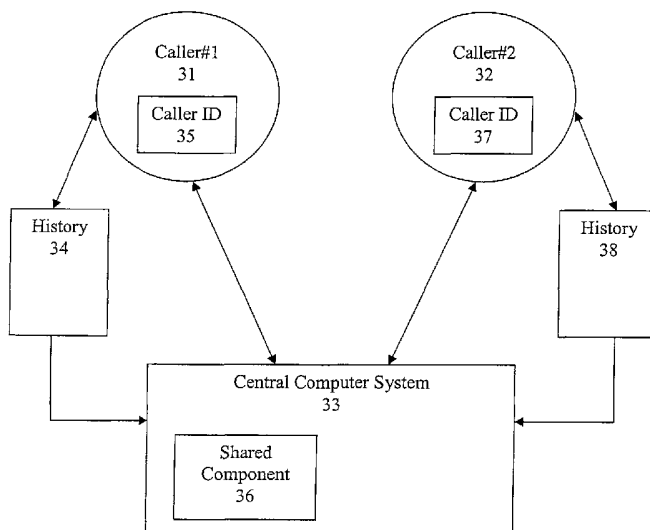 Caller#1
31
Caller ID
35
Caller#2
32
Caller ID
37
History
34
History
38
Central Computer System
33
Shared
Component
36